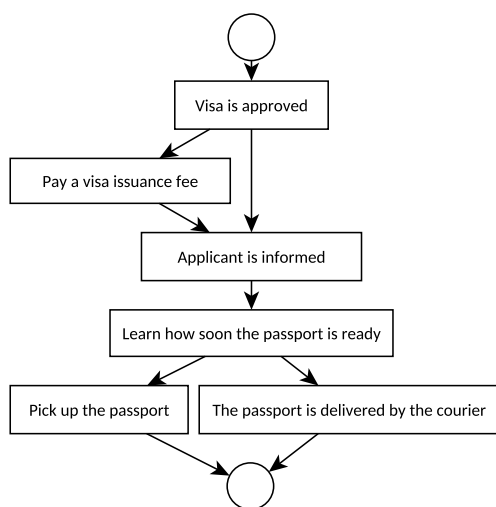 Visa is approved
Pay a visa issuance fee
Applicant is informed
Learn how soon the passport is ready
Pick up the passport
The passport is delivered by the courier